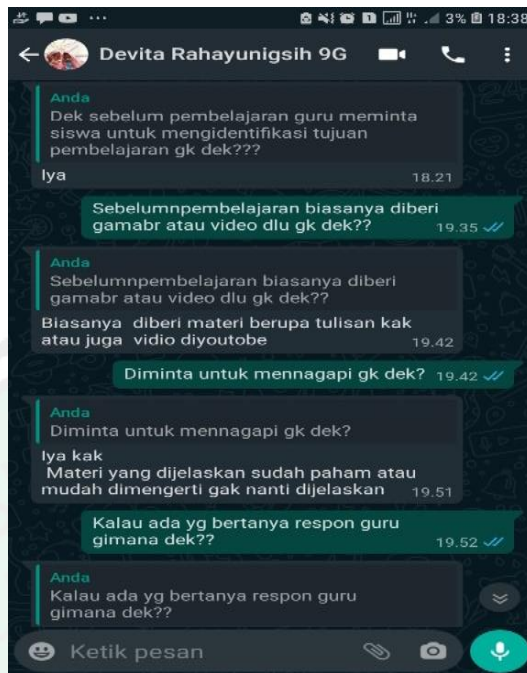 3% 18:38
Devita Rahayunigsih 9G
Anda
Dek sebelum pembelajaran guru meminta
siswa untuk mengidentifikasi tujuan
pembelajaran gk dek???
Iya 18.21
Sebelumnpembelajaran biasanya diberi
gamabr atau video dlu gk dek?? 19.35
Anda
Sebelumnpembelajaran biasanya diberi
gamabr atau video dlu gk dek??
Biasanya diberi materi berupa tulisan kak
atau juga vidio diyoutobe 19.42
Diminta untuk mennagapi gk dek? 19.42
Anda
Diminta untuk mennagapi gk dek?
Iya kak
Materi yang dijelaskan sudah paham atau
mudah dimengerti gak nanti dijelaskan 19.51
Kalau ada yg bertanya respon guru
gimana dek?? 19.52
Anda
Kalau ada yg bertanya respon guru
gimana dek??
Ketik pesan